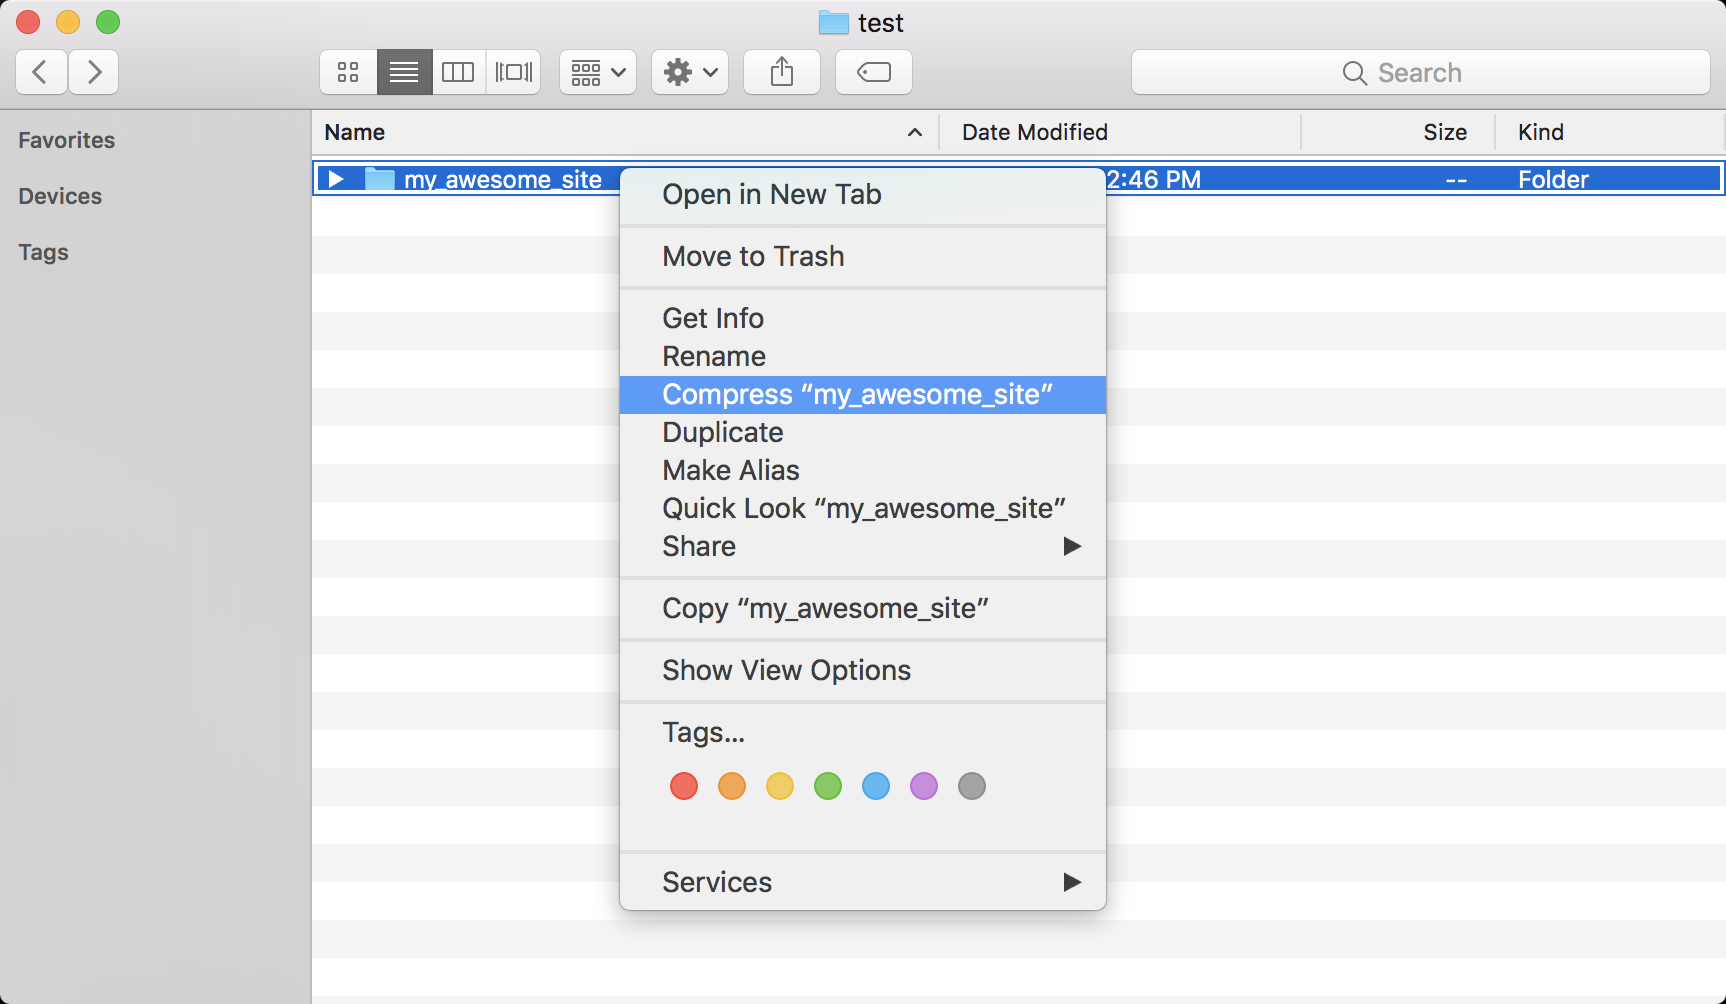 test
Search
Favorites
Devices
Tags
Name Date Modified Size Kind
my_awesome_site 2:46 PM -- Folder
Open in New Tab
Move to Trash
Get Info
Rename
Compress “my_awesome_site”
Duplicate
Make Alias
Quick Look “my_awesome_site”
Share
Copy “my_awesome_site”
Show View Options
Tags...
Services